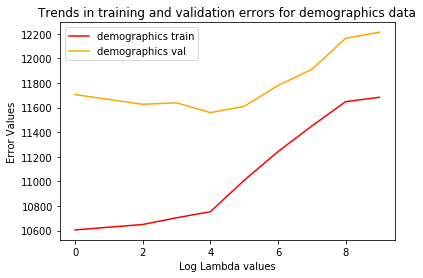 Trends in training and validation errors for demographics data
demographics train
demographics val
12200
12000
11800
11600
11400
11200
11000
10800
10600
Error Values
0 2 4 6 8
Log Lambda values